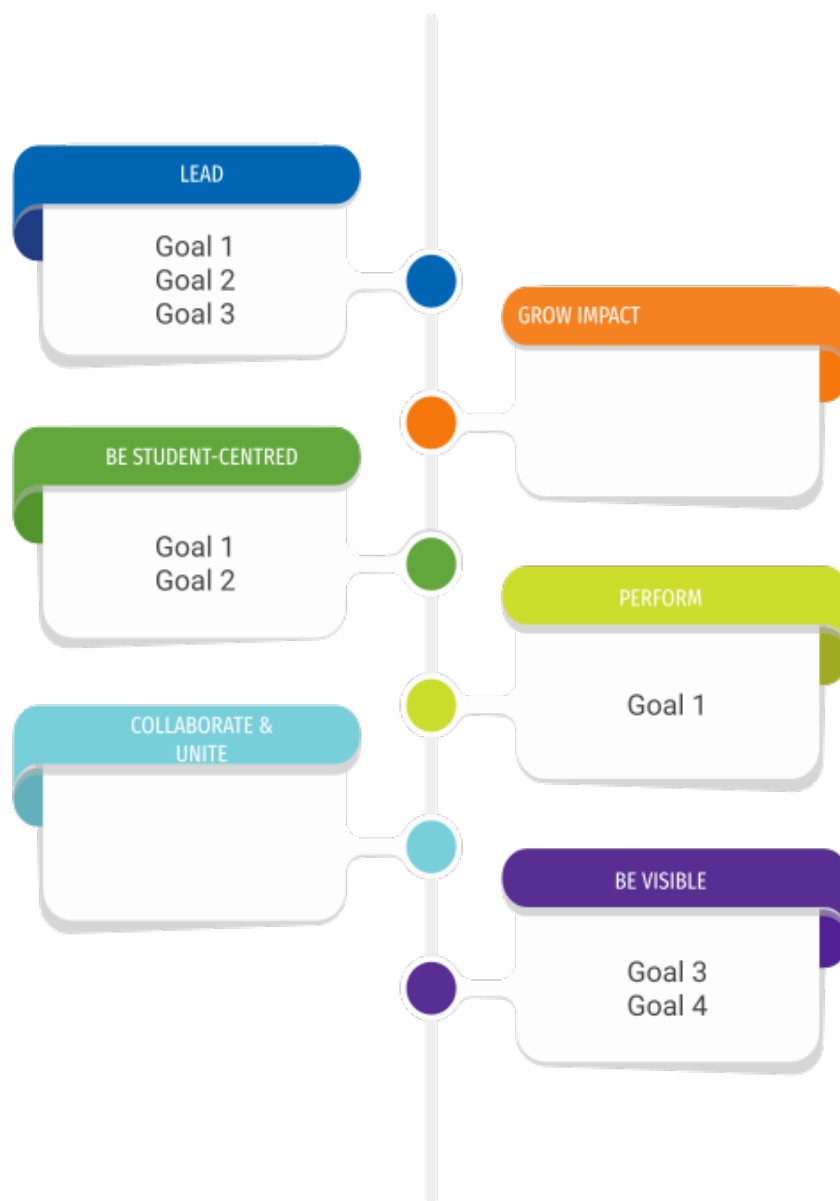 LEAD
Goal 1
Goal 2
Goal 3
GROW IMPACT
BE STUDENT-CENTRED
Goal 1
Goal 2
PERFORM
Goal 1
COLLABORATE &
UNITE
BE VISIBLE
Goal 3
Goal 4